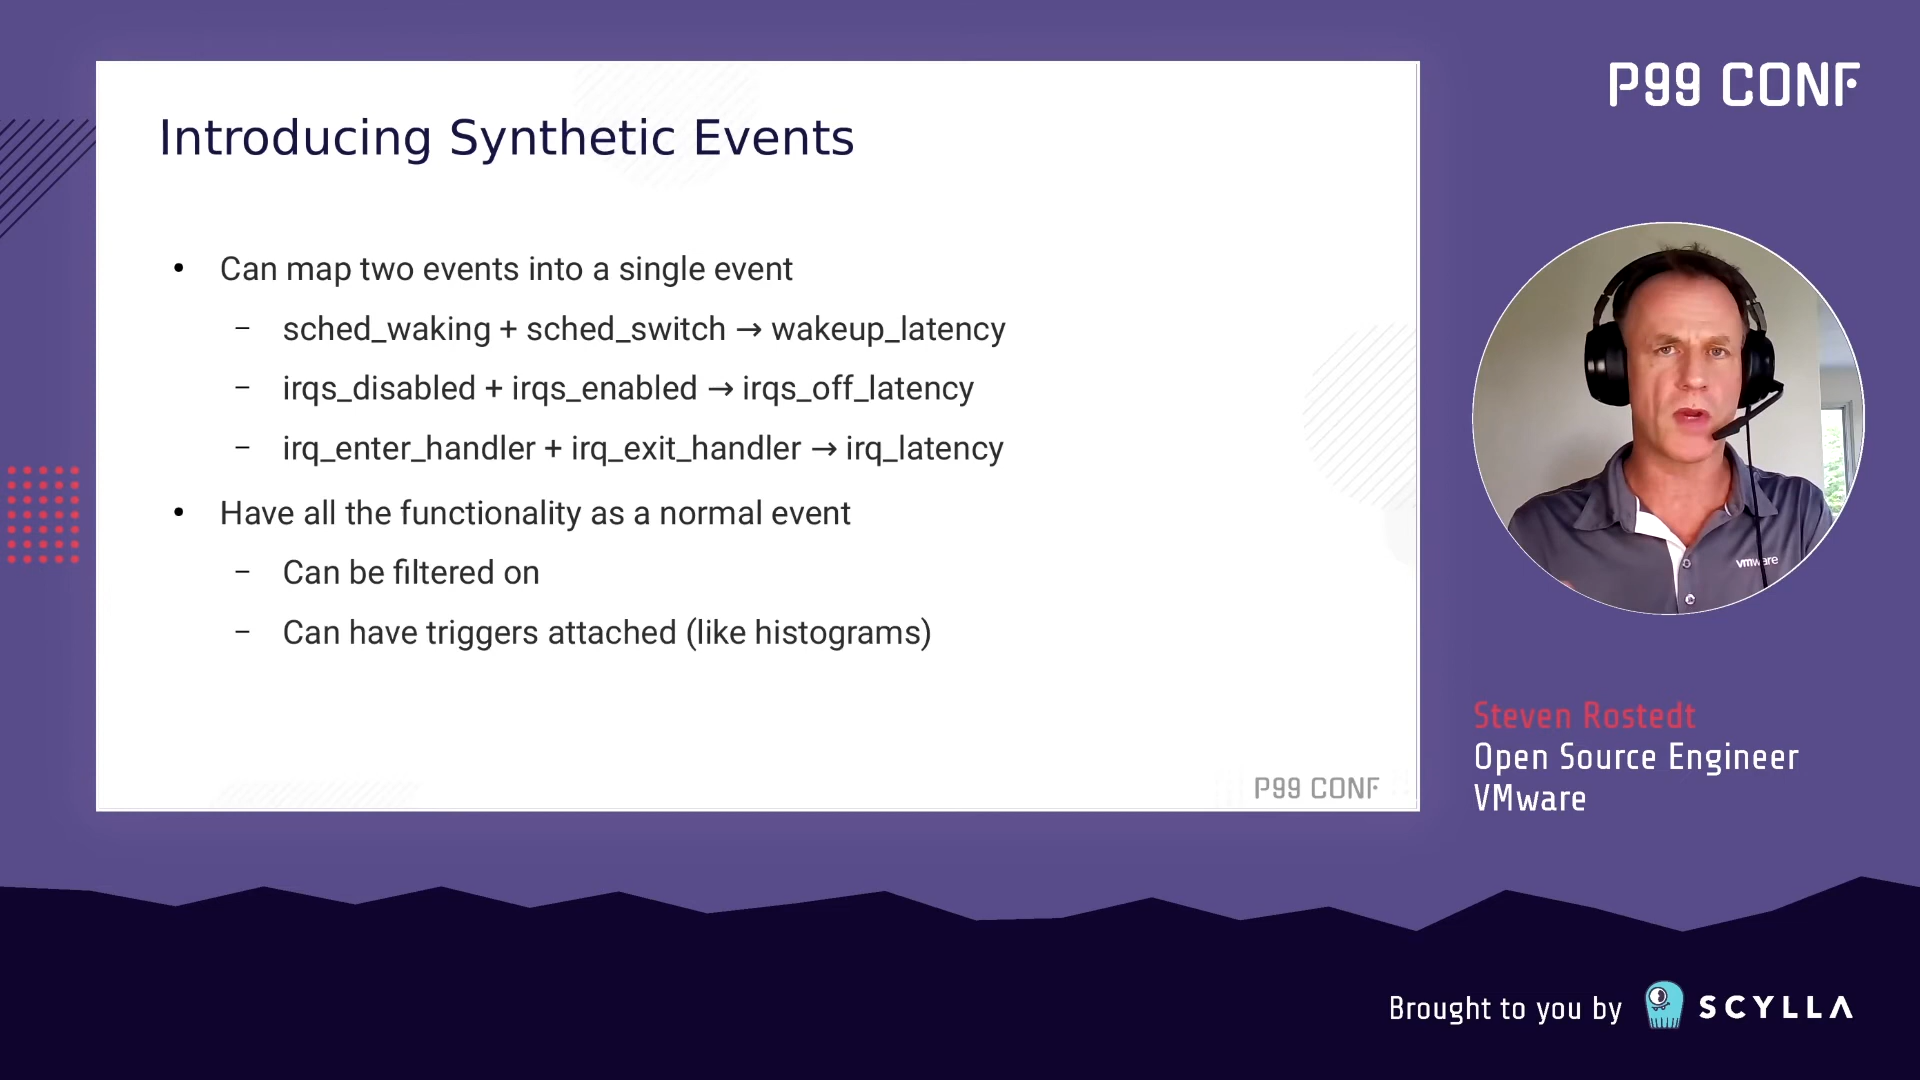 P99 CONF
Introducing Synthetic Events
• Can map two events into a single event
– sched_waking + sched_switch → wakeup_latency
– irqs_disabled + irqs_enabled → irqs_off_latency
– irq_enter_handler + irq_exit_handler → irq_latency
• Have all the functionality as a normal event
– Can be filtered on
– Can have triggers attached (like histograms)
P99 CONF
vmware
Steven Rostedt
Open Source Engineer
VMware
Brought to you by SCYLLA